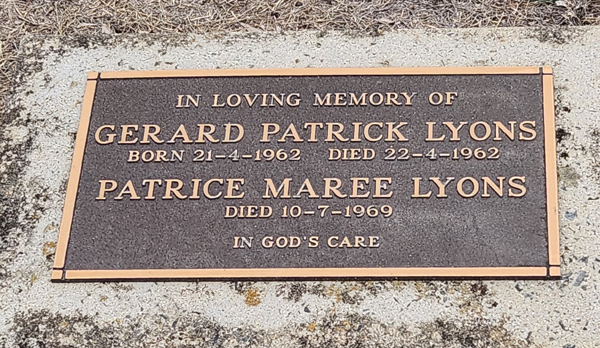 IN LOVING MEMORY OF
GERARD PATRICK LYONS
BORN 21-4-1962 DIED 22-4-1962
PATRICE MAREE LYONS
DIED 10-7-1969
IN GOD'S CARE